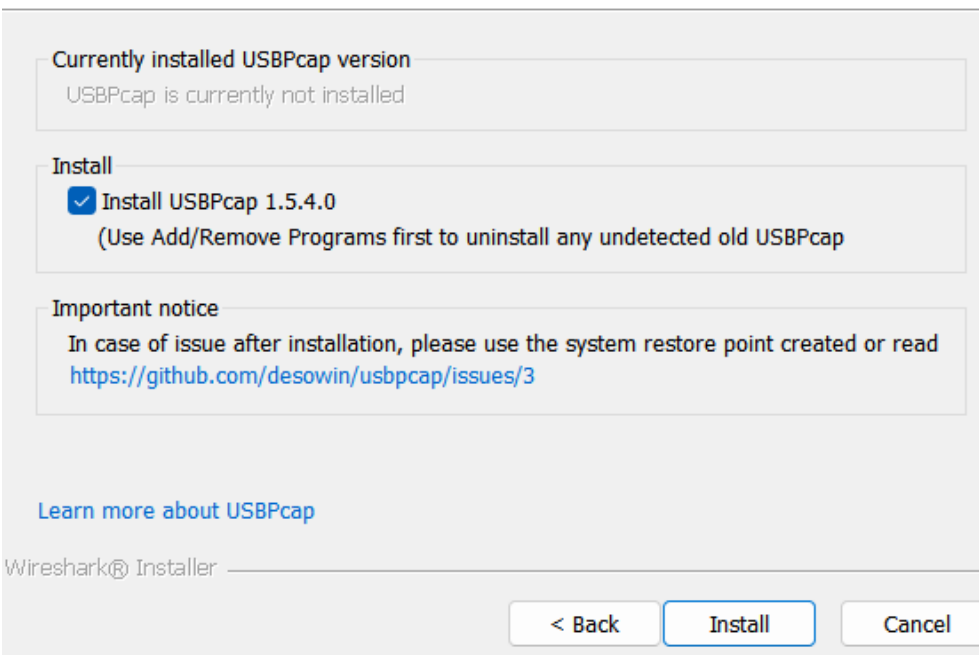 Currently installed USBPcap version
USBPcap is currently not installed
Install
Install USBPcap 1.5.4.0
(Use Add/Remove Programs first to uninstall any undetected old USBPcap
Important notice
In case of issue after installation, please use the system restore point created or read
https://github.com/desowin/usbpcap/issues/3
Learn more about USBPcap
Wireshark® Installer
< Back Install Cancel